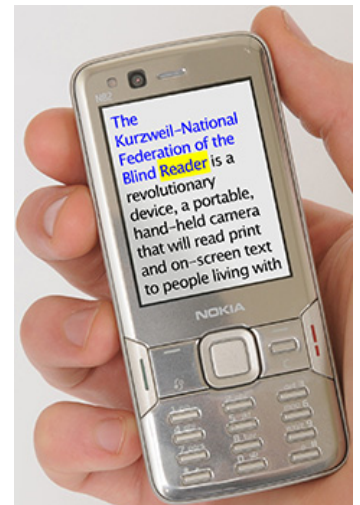 N82
The
Kurzweil-National
Federation of the
Blind Reader is a
revolutionary
device, a portable,
hand-held camera
that will read print
and on-screen text
to people living with
NOKIA